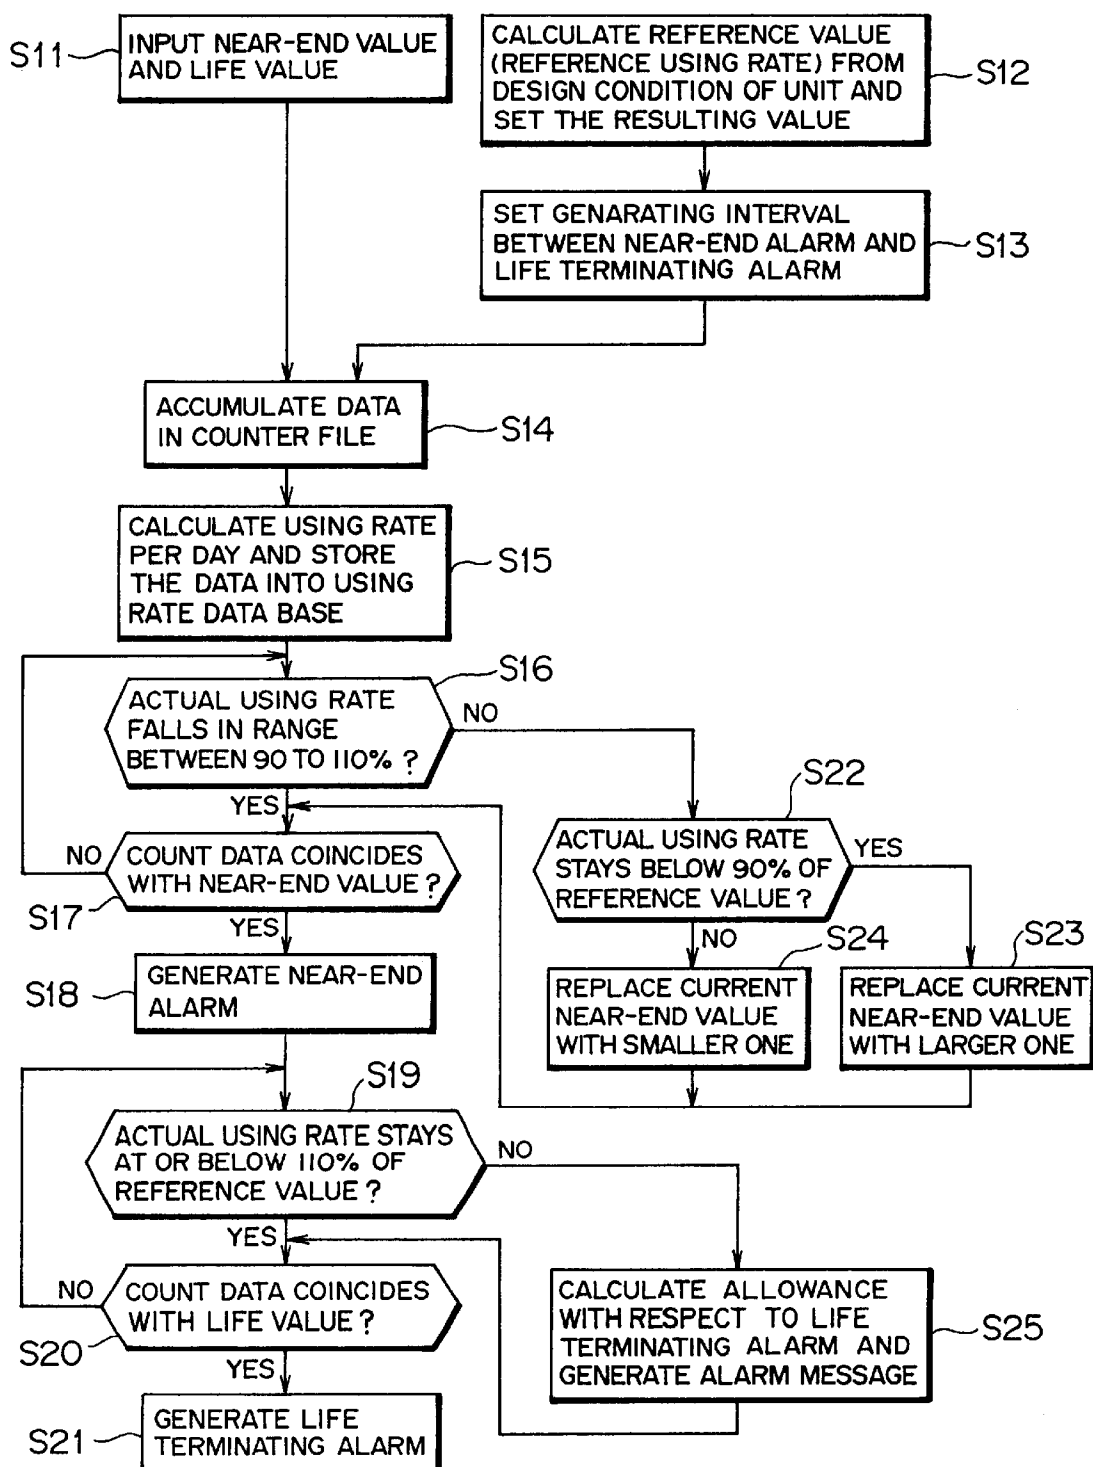 S11
INPUT NEAR-END VALUE
AND LIFE VALUE
CALCULATE REFERENCE VALUE
(REFERENCE USING RATE) FROM
DESIGN CONDITION OF UNIT AND
SET THE RESULTING VALUE
S12
SET GENARATING INTERVAL
BETWEEN NEAR-END ALARM AND
LIFE TERMINATING ALARM
S13
ACCUMULATE DATA
IN COUNTER FILE
S14
CALCULATE USING RATE
PER DAY AND STORE
THE DATA INTO USING
RATE DATA BASE
S15
S16
ACTUAL USING RATE
FALLS IN RANGE
BETWEEN 90 TO 110% ?
NO
YES
S22
ACTUAL USING RATE
STAYS BELOW 90% OF
REFERENCE VALUE ?
YES
NO
NO
COUNT DATA COINCIDES
WITH NEAR-END VALUE ?
S17
YES
S24
REPLACE CURRENT
NEAR-END VALUE
WITH SMALLER ONE
S23
REPLACE CURRENT
NEAR-END VALUE
WITH LARGER ONE
S18
GENERATE NEAR-END
ALARM
S19
ACTUAL USING RATE STAYS
AT OR BELOW 110% OF
REFERENCE VALUE ?
NO
YES
NO
COUNT DATA COINCIDES
WITH LIFE VALUE ?
S20
YES
CALCULATE ALLOWANCE
WITH RESPECT TO LIFE
TERMINATING ALARM AND
GENERATE ALARM MESSAGE
S25
S21
GENERATE LIFE
TERMINATING ALARM